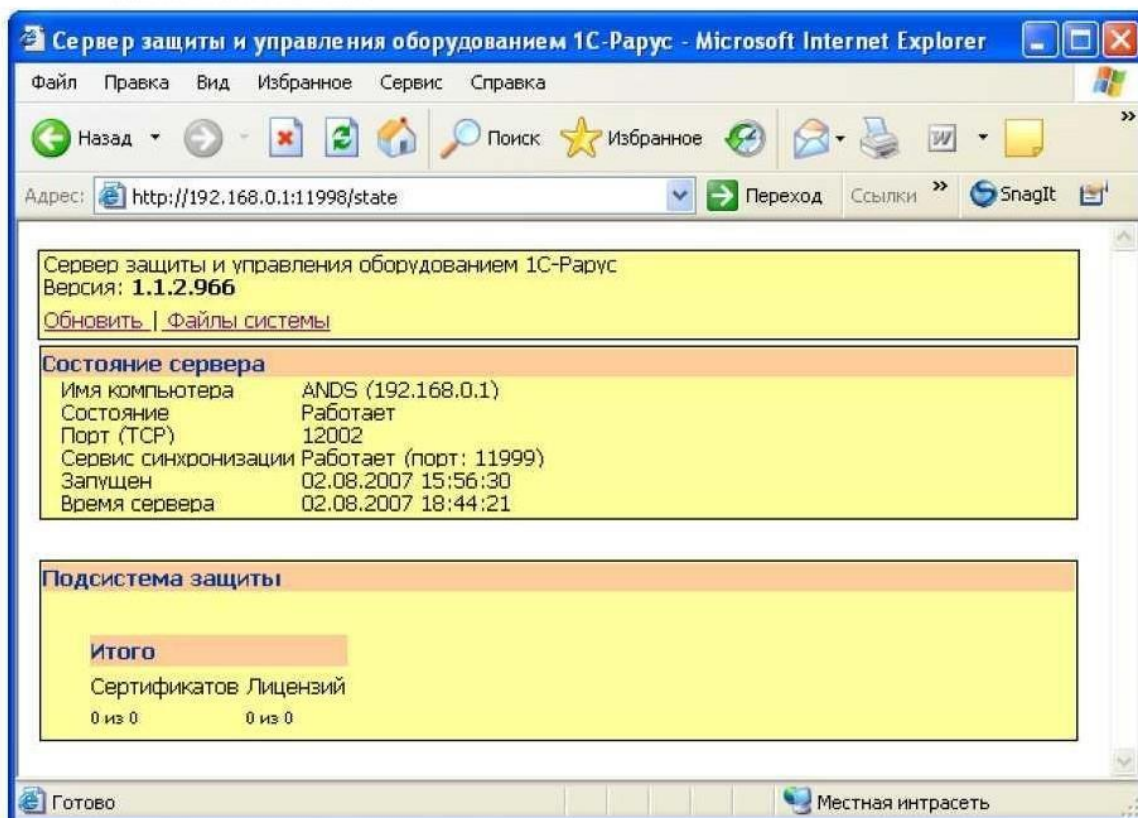 Сервер защиты и управления оборудованием 1С-Рарус - Microsoft Internet Explorer
Файл Правка Вид Избранное Сервис Справка
Назад Поиск Избранное W »
Адрес: http://192.168.0.1:11998/state Переход Ссылки » SnagIt
Сервер защиты и управления оборудованием 1С-Рарус
Версия: 1.1.2.966
Обновить | Файлы системы
Состояние сервера
Имя компьютера ANDS (192.168.0.1)
Состояние Работает
Порт (TCP) 12002
Сервис синхронизации Работает (порт: 11999)
Запущен 02.08.2007 15:56:30
Время сервера 02.08.2007 18:44:21
Подсистема защиты
Итого
Сертификатов Лицензий
0 из 0 0 из 0
Готово Местная интрасеть